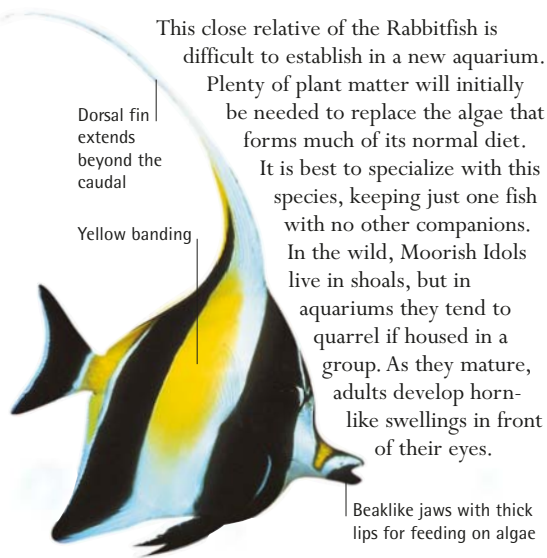 This close relative of the Rabbitfish is
difficult to establish in a new aquarium.
Plenty of plant matter will initially
be needed to replace the algae that
forms much of its normal diet.
It is best to specialize with this
species, keeping just one fish
with no other companions.
In the wild, Moorish Idols
live in shoals, but in
aquariums they tend to
quarrel if housed in a
group. As they mature,
adults develop horn-
like swellings in front
of their eyes.
Dorsal fin
extends
beyond the
caudal
Yellow banding
Beaklike jaws with thick
lips for feeding on algae